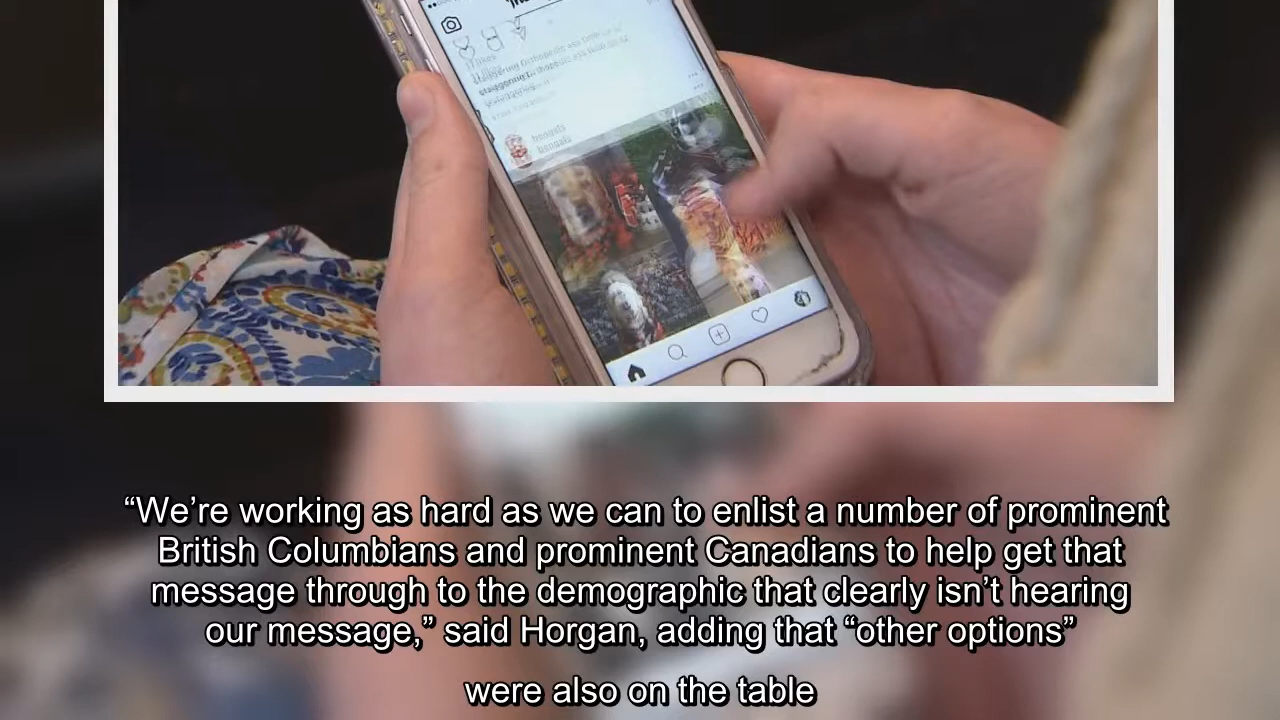 bengals
bengals
“We’re working as hard as we can to enlist a number of prominent
British Columbians and prominent Canadians to help get that
message through to the demographic that clearly isn’t hearing
our message,” said Horgan, adding that “other options”
were also on the table